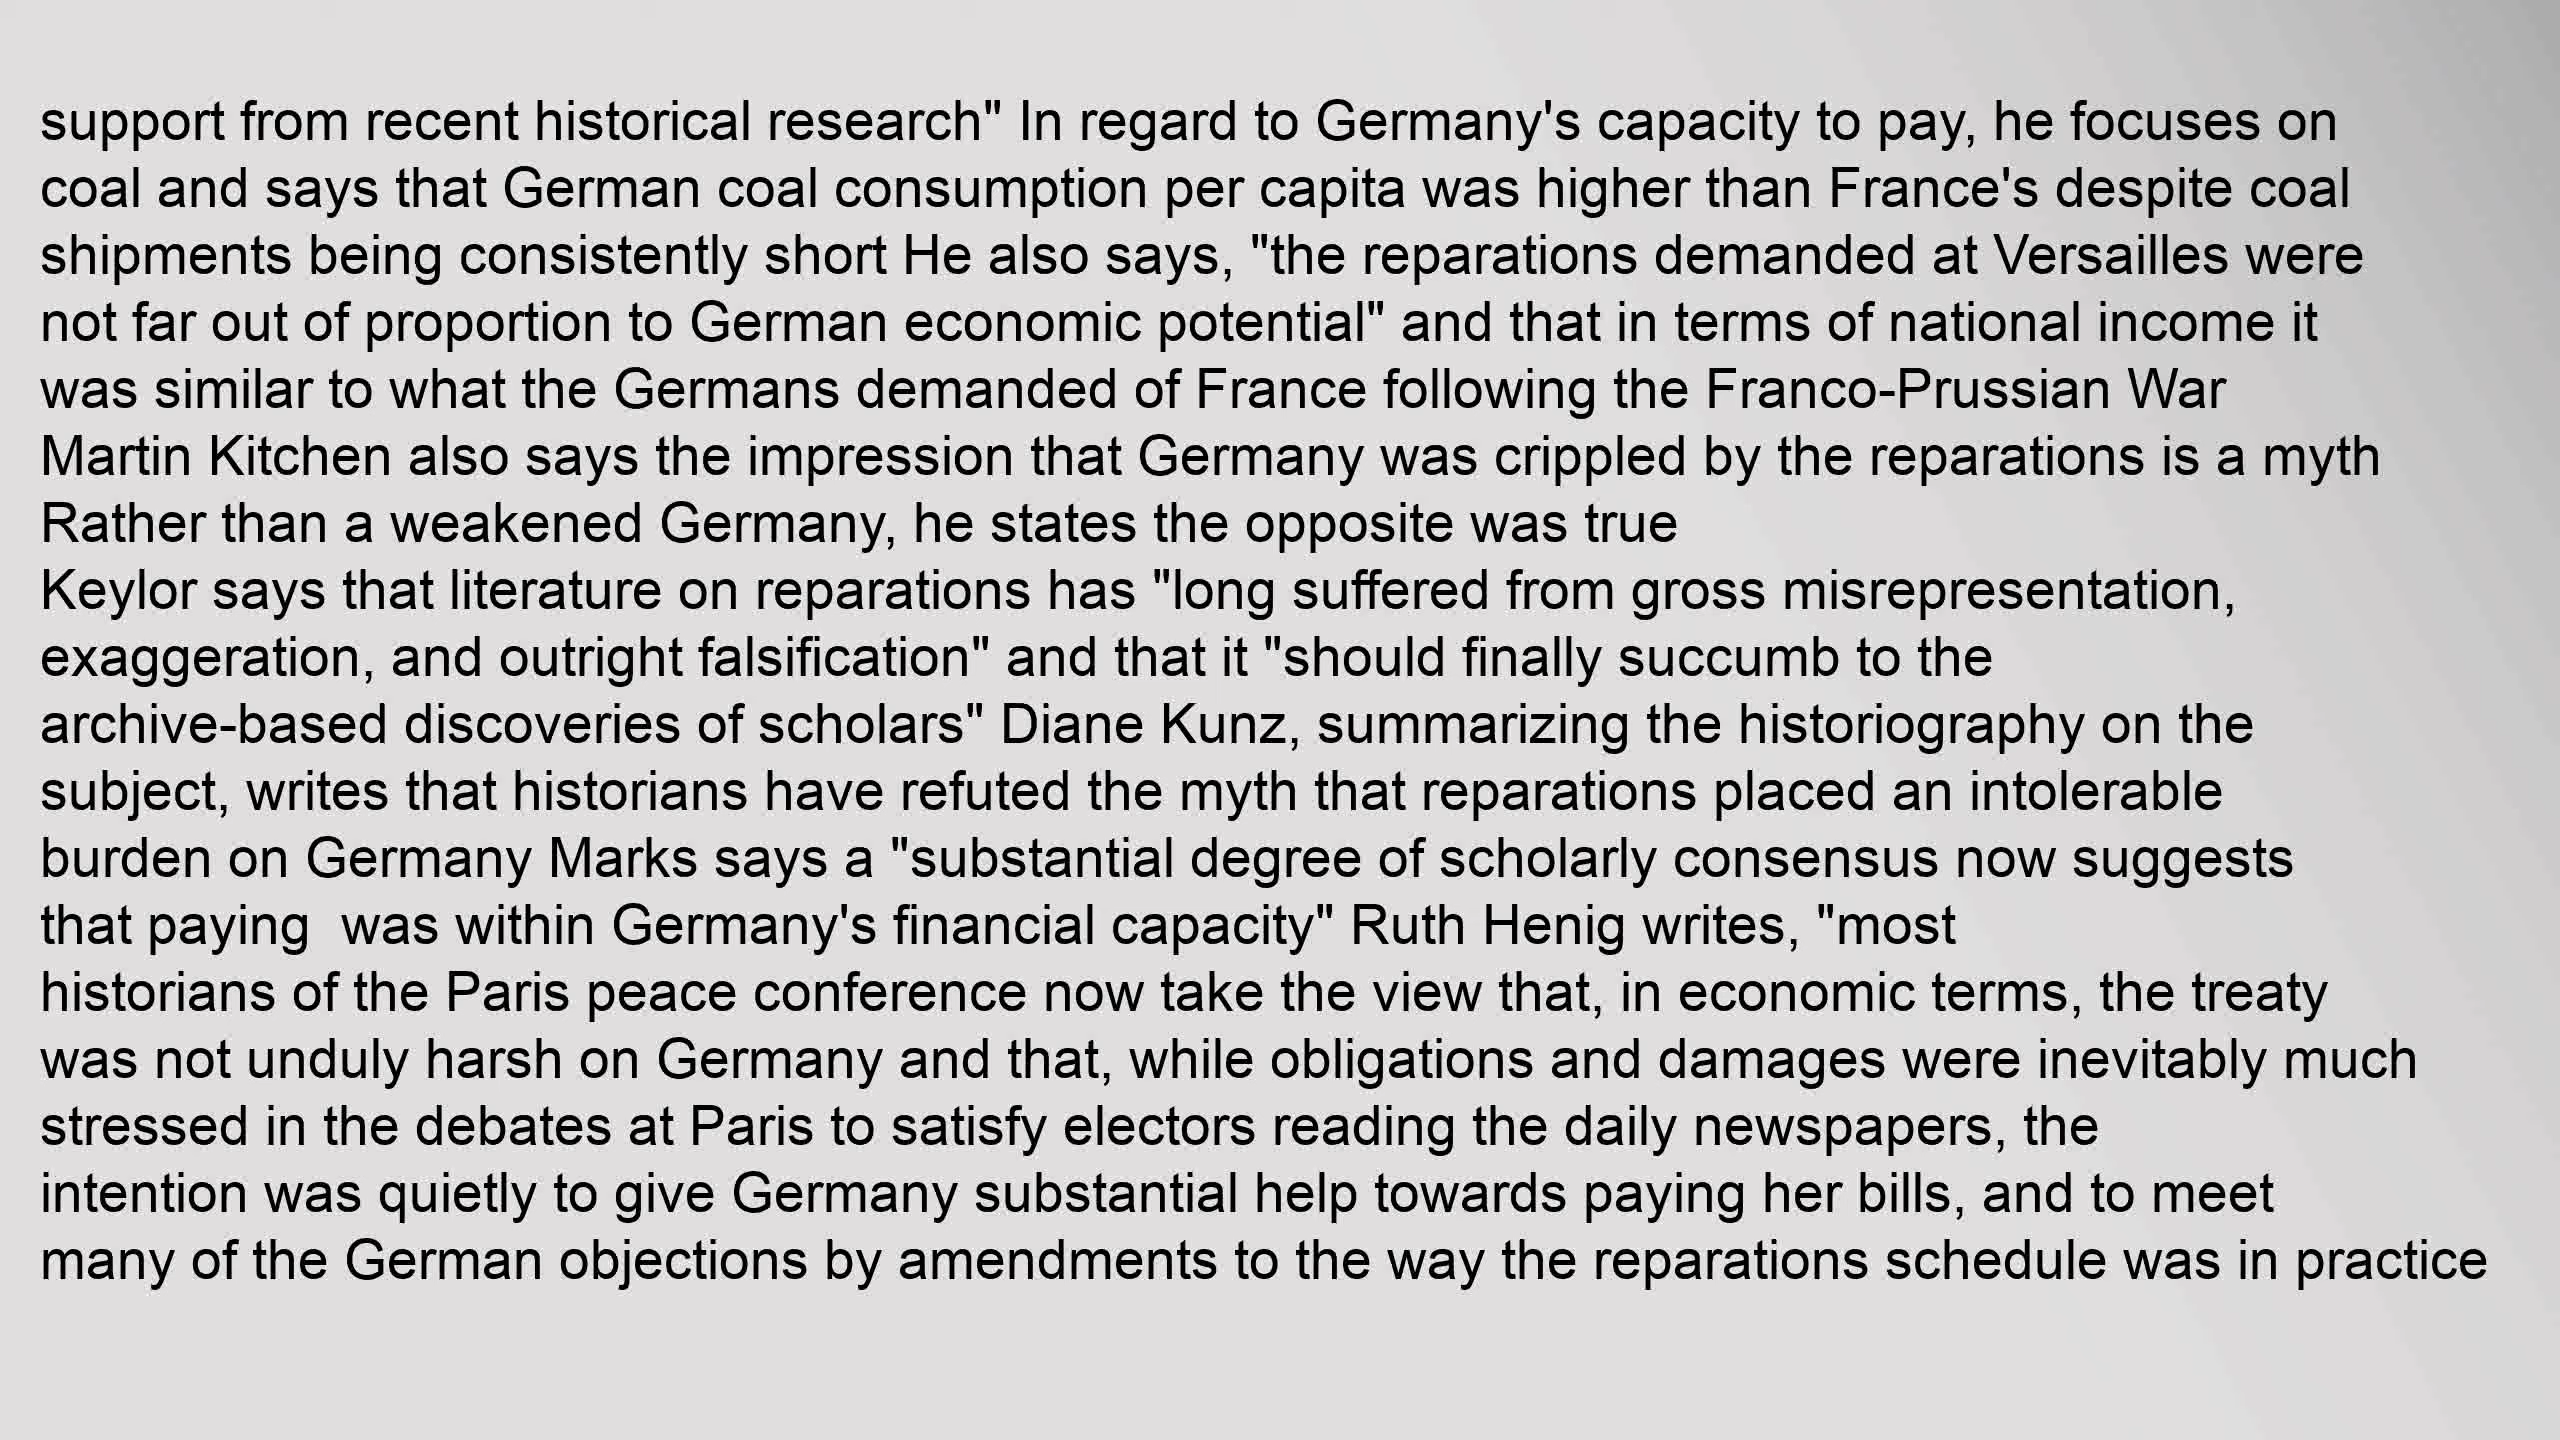 support from recent historical research" In regard to Germany's capacity to pay, he focuses on
coal and says that German coal consumption per capita was higher than France's despite coal
shipments being consistently short He also says, "the reparations demanded at Versailles were
not far out of proportion to German economic potential" and that in terms of national income it
was similar to what the Germans demanded of France following the Franco-Prussian War
Martin Kitchen also says the impression that Germany was crippled by the reparations is a myth
Rather than a weakened Germany, he states the opposite was true
Keylor says that literature on reparations has "long suffered from gross misrepresentation,
exaggeration, and outright falsification" and that it "should finally succumb to the
archive-based discoveries of scholars" Diane Kunz, summarizing the historiography on the
subject, writes that historians have refuted the myth that reparations placed an intolerable
burden on Germany Marks says a "substantial degree of scholarly consensus now suggests
that paying  was within Germany's financial capacity" Ruth Henig writes, "most
historians of the Paris peace conference now take the view that, in economic terms, the treaty
was not unduly harsh on Germany and that, while obligations and damages were inevitably much
stressed in the debates at Paris to satisfy electors reading the daily newspapers, the
intention was quietly to give Germany substantial help towards paying her bills, and to meet
many of the German objections by amendments to the way the reparations schedule was in practice